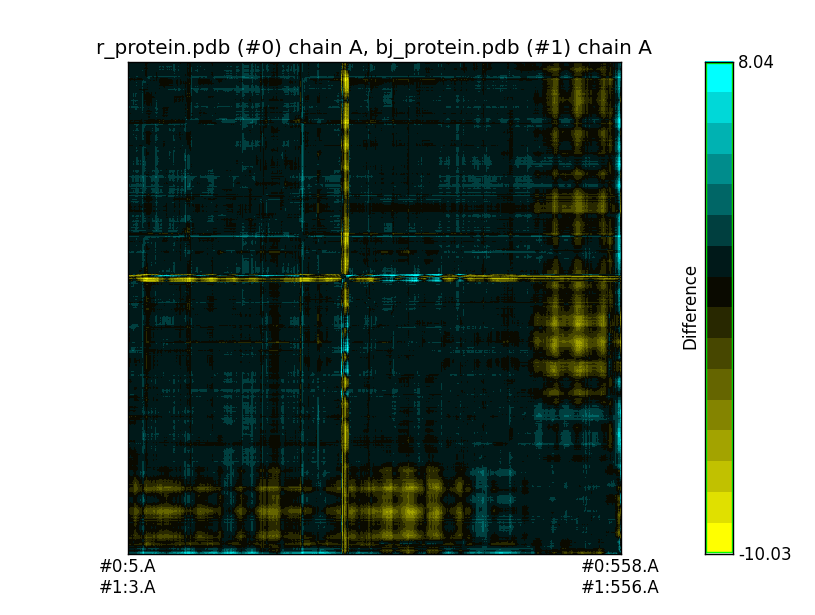 r_protein.pdb (#0) chain A, bj_protein.pdb (#1) chain A
8.04
Difference
-10.03
#0:5.A
#1:3.A
#0:558.A
#1:556.A